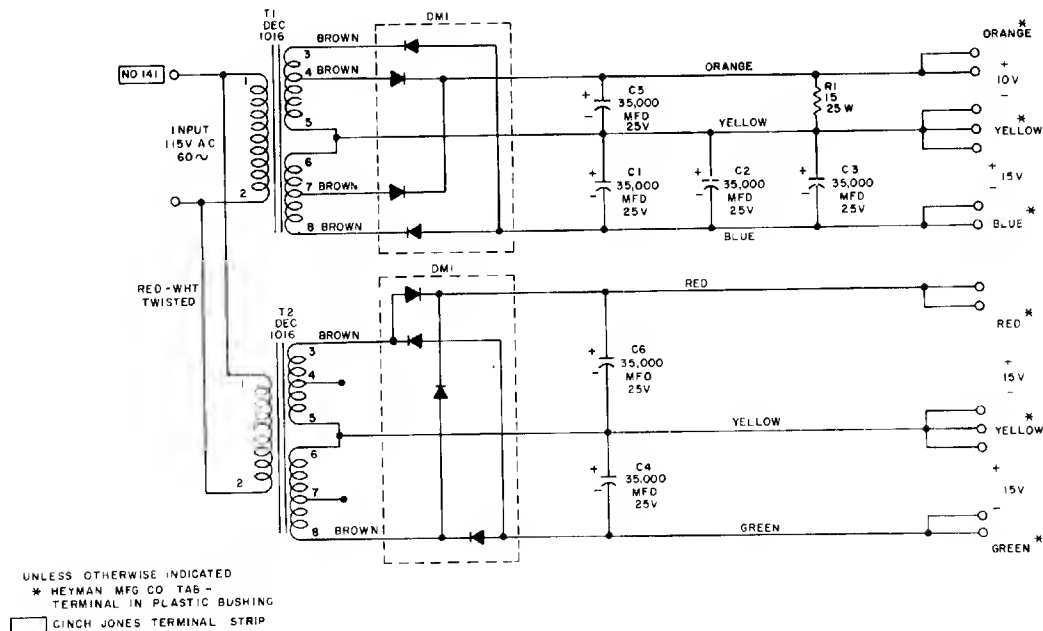 T1
DEC
1016
DM1
BROWN
3
4
BROWN
5
6
7
BROWN
8
BROWN
1
2
NO 141
INPUT
115V AC
60~
ORANGE
YELLOW
BLUE
+
C5
-
35,000
MFD
25V
R1
15
25 W
+
C1
-
35,000
MFD
25V
+
C2
-
35,000
MFD
25V
+
C3
-
35,000
MFD
25V
*
ORANGE
+
10V
-
*
YELLOW
+
15V
-
BLUE *
RED-WHT
TWISTED
T2
DEC
1016
DM1
1
2
3
BROWN
4
5
6
7
8
BROWN
RED
YELLOW
GREEN
+
C6
-
35,000
MFD
25V
+
C4
-
35,000
MFD
25V
RED *
+
15V
-
*
YELLOW
+
15V
-
GREEN *
UNLESS OTHERWISE INDICATED
* HEYMAN MFG CO TAB -
TERMINAL IN PLASTIC BUSHING
CINCH JONES TERMINAL STRIP